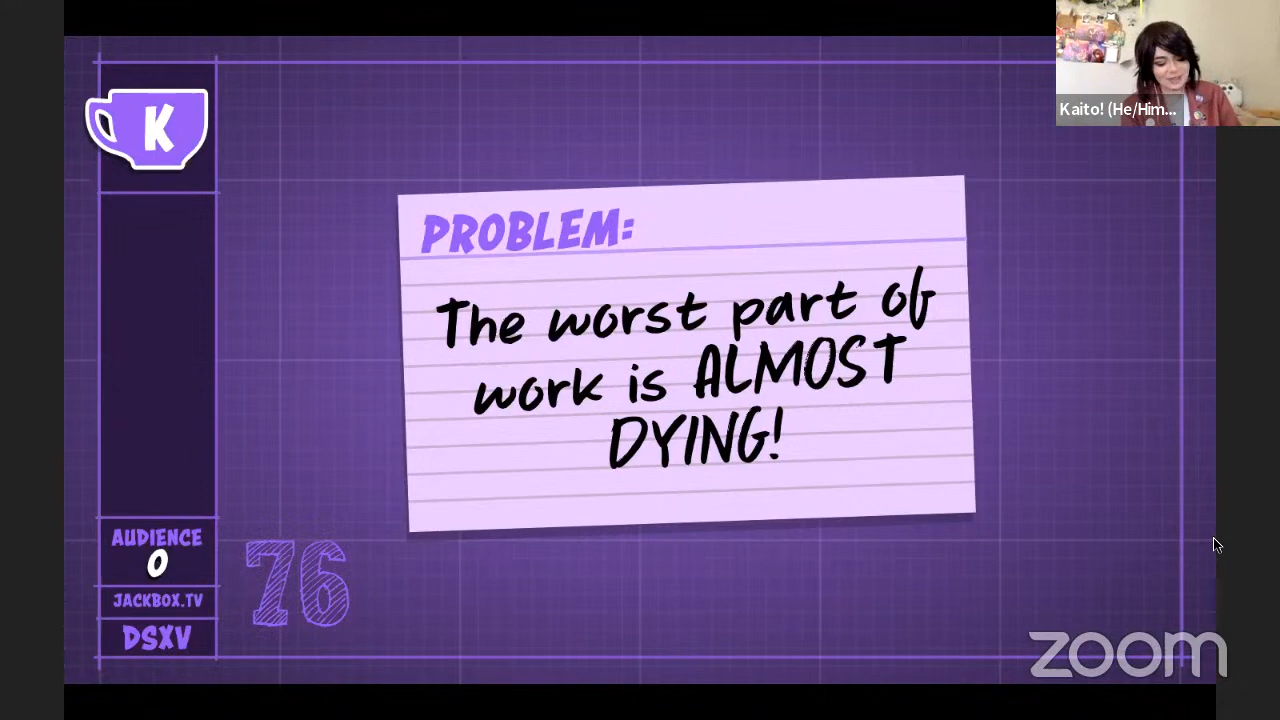 K
Kaito! (He/Him...
PROBLEM:
The worst part of
work is ALMOST
DYING!
AUDIENCE
0
JACKBOX.TV
DSXV
76
zoom